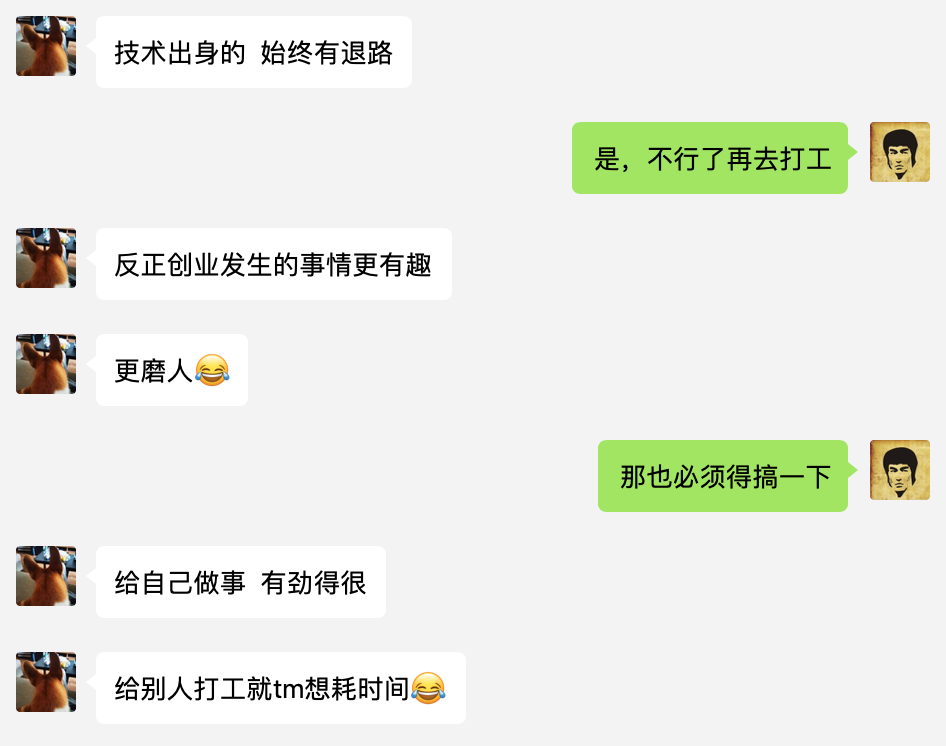 技术出身的 始终有退路
是，不行了再去打工
反正创业发生的事情更有趣
更磨人😂
那也必须得搞一下
给自己做事 有劲得很
给别人打工就tm想耗时间😂